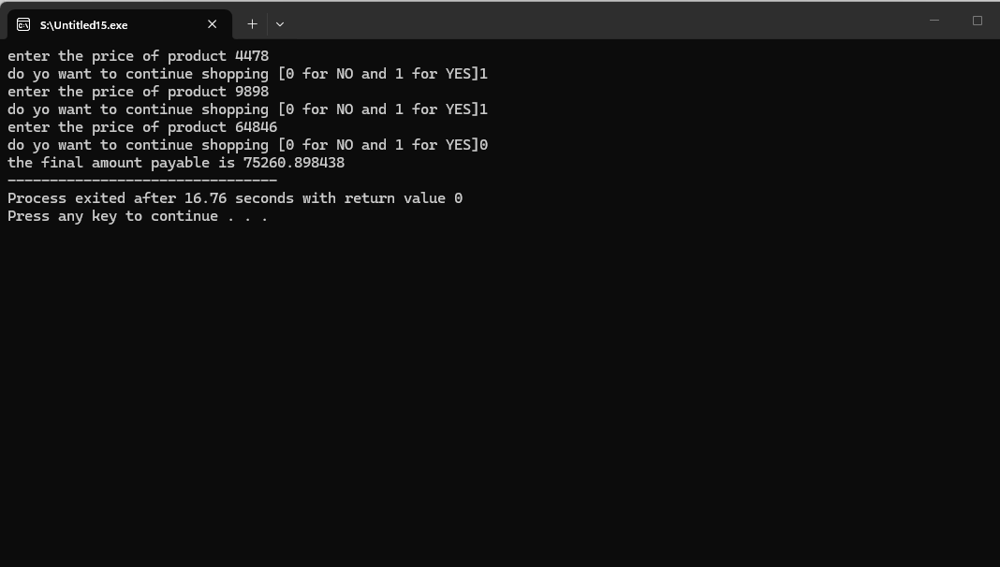 S:\Untitled15.exe
enter the price of product 4478
do yo want to continue shopping [0 for NO and 1 for YES]1
enter the price of product 9898
do yo want to continue shopping [0 for NO and 1 for YES]1
enter the price of product 64846
do yo want to continue shopping [0 for NO and 1 for YES]0
the final amount payable is 75260.898438
--------------------------------
Process exited after 16.76 seconds with return value 0
Press any key to continue . . .